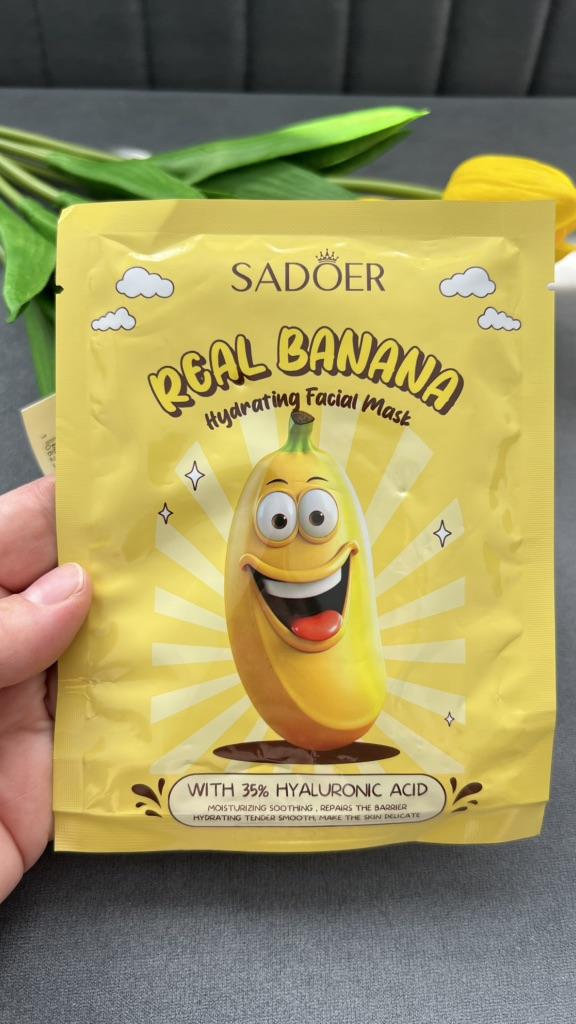 SADOER
REAL BANANA
Hydrating Facial Mask
WITH 35% HYALURONIC ACID
MOISTURIZING SOOTHING , REPAIRS THE BARRIER
HYDRATING TENDER SMOOTH, MAKE THE SKIN DELICATE